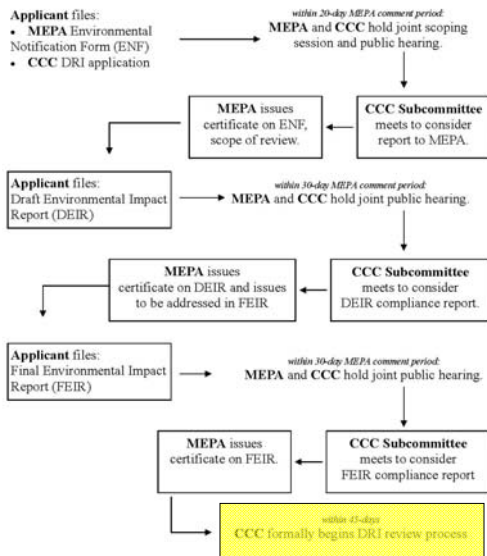 Applicant files:
• MEPA Environmental
Notification Form (ENF)
• CCC DRI application
within 20-day MEPA comment period:
MEPA and CCC hold joint scoping
session and public hearing.
MEPA issues
certificate on ENF,
scope of review.
CCC Subcommittee
meets to consider
report to MEPA.
Applicant files:
Draft Environmental Impact
Report (DEIR)
within 30-day MEPA comment period:
MEPA and CCC hold joint public hearing.
MEPA issues
certificate on DEIR and issues
to be addressed in FEIR
CCC Subcommittee
meets to consider
DEIR compliance report.
Applicant files:
Final Environmental Impact
Report (FEIR)
within 30-day MEPA comment period:
MEPA and CCC hold joint public hearing.
MEPA issues
certificate on FEIR.
CCC Subcommittee
meets to consider
FEIR compliance report
within 45-days
CCC formally begins DRI review process